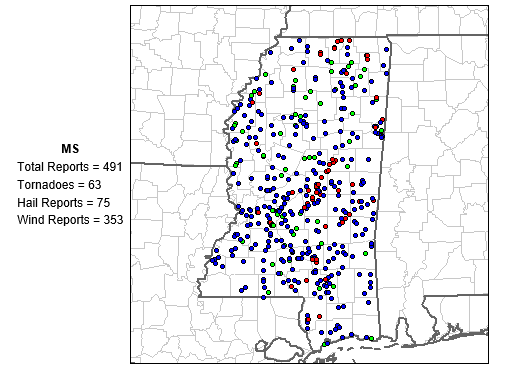 MS
Total Reports = 491
Tornadoes = 63
Hail Reports = 75
Wind Reports = 353